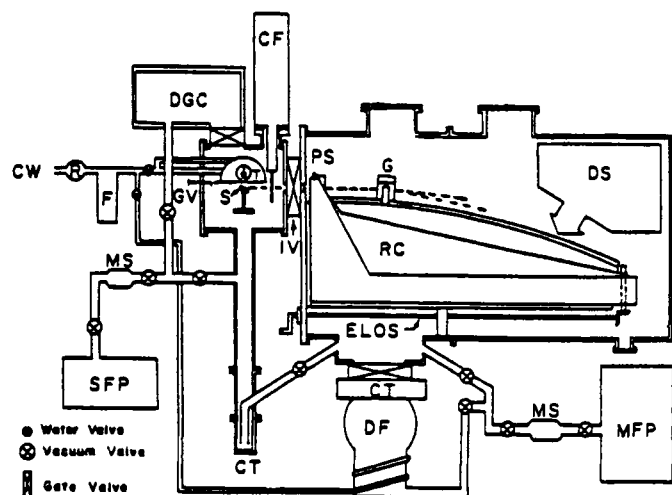 CF
DGC
CW
R
F
T
GV
S
IV
PS
G
DS
RC
MS
ELOS
SFP
CT
CT
DF
MS
MFP
Water Valve
Vacuum Valve
Gate Valve